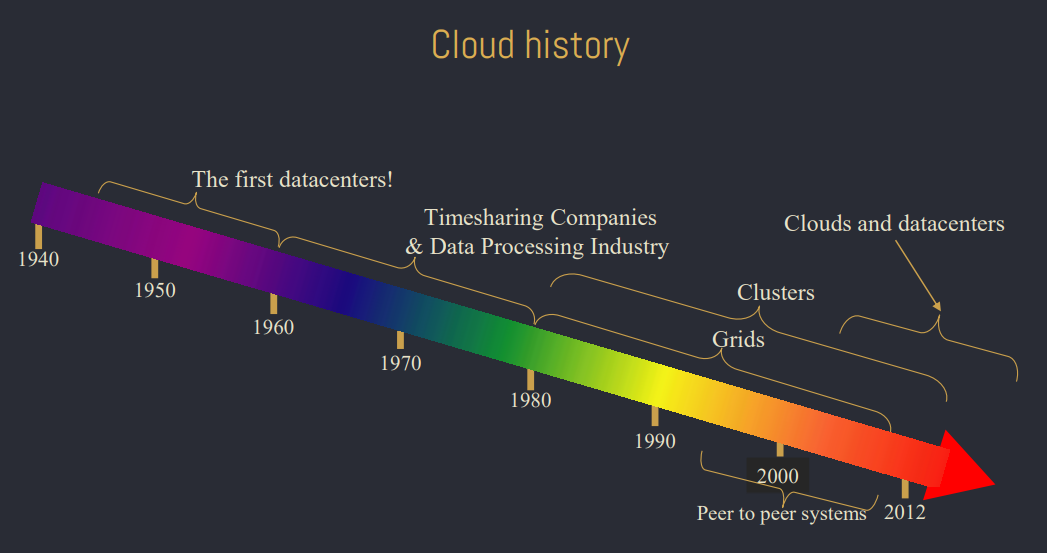 Cloud history
The first datacenters!
Timesharing Companies
& Data Processing Industry
Clouds and datacenters
Clusters
Grids
1940
1950
1960
1970
1980
1990
2000
2012
Peer to peer systems